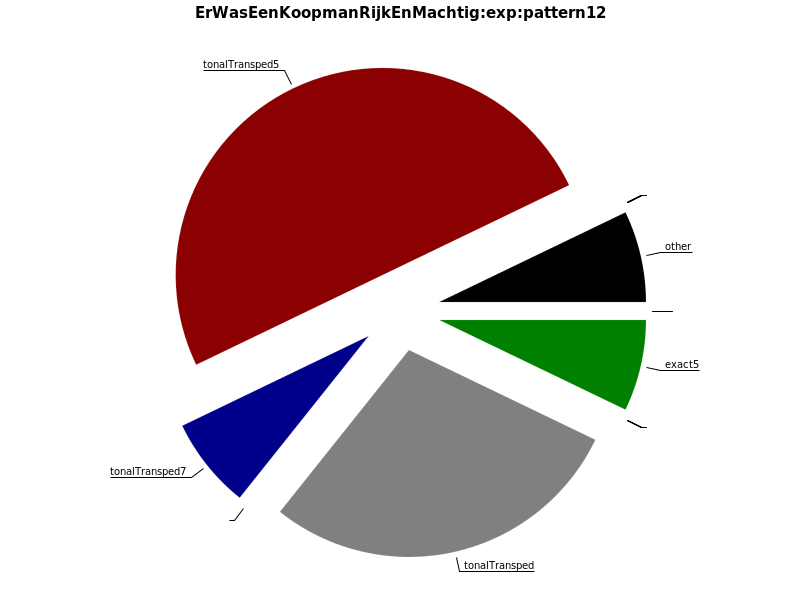 ErWasEenKoopmanRijkEnMachtig:exp:pattern12
tonalTransped5
other
exact5
tonalTransped7
tonalTransped